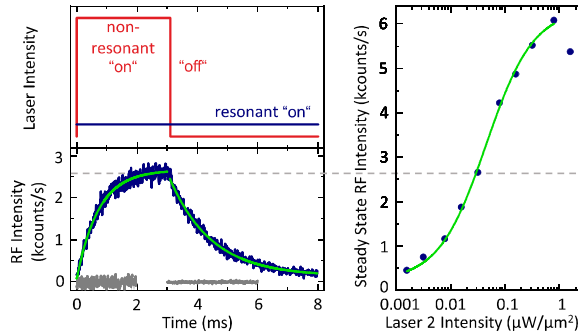 Laser Intensity
non-
resonant
"on"
"off"
resonant "on"
RF Intensity
(kcounts/s)
3
2
1
0
0 2 4 6 8
Time (ms)
Steady State RF Intensity (kcounts/s)
6
5
4
3
2
1
0
0.001 0.01 0.1 1
Laser 2 Intensity (µW/µm²)